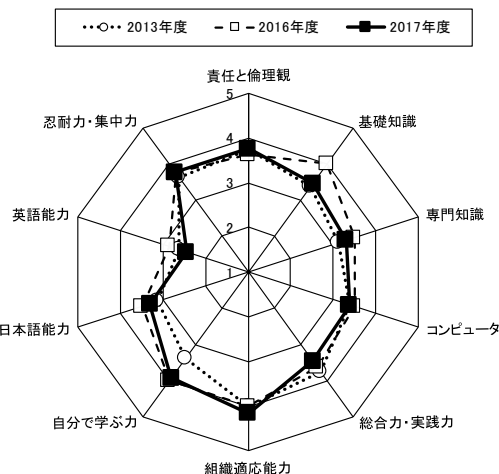 2013年度 2016年度 2017年度
責任と倫理観
基礎知識
専門知識
コンピュータ
総合力・実践力
組織適応能力
自分で学ぶ力
日本語能力
英語能力
忍耐力・集中力
5
4
3
2
1